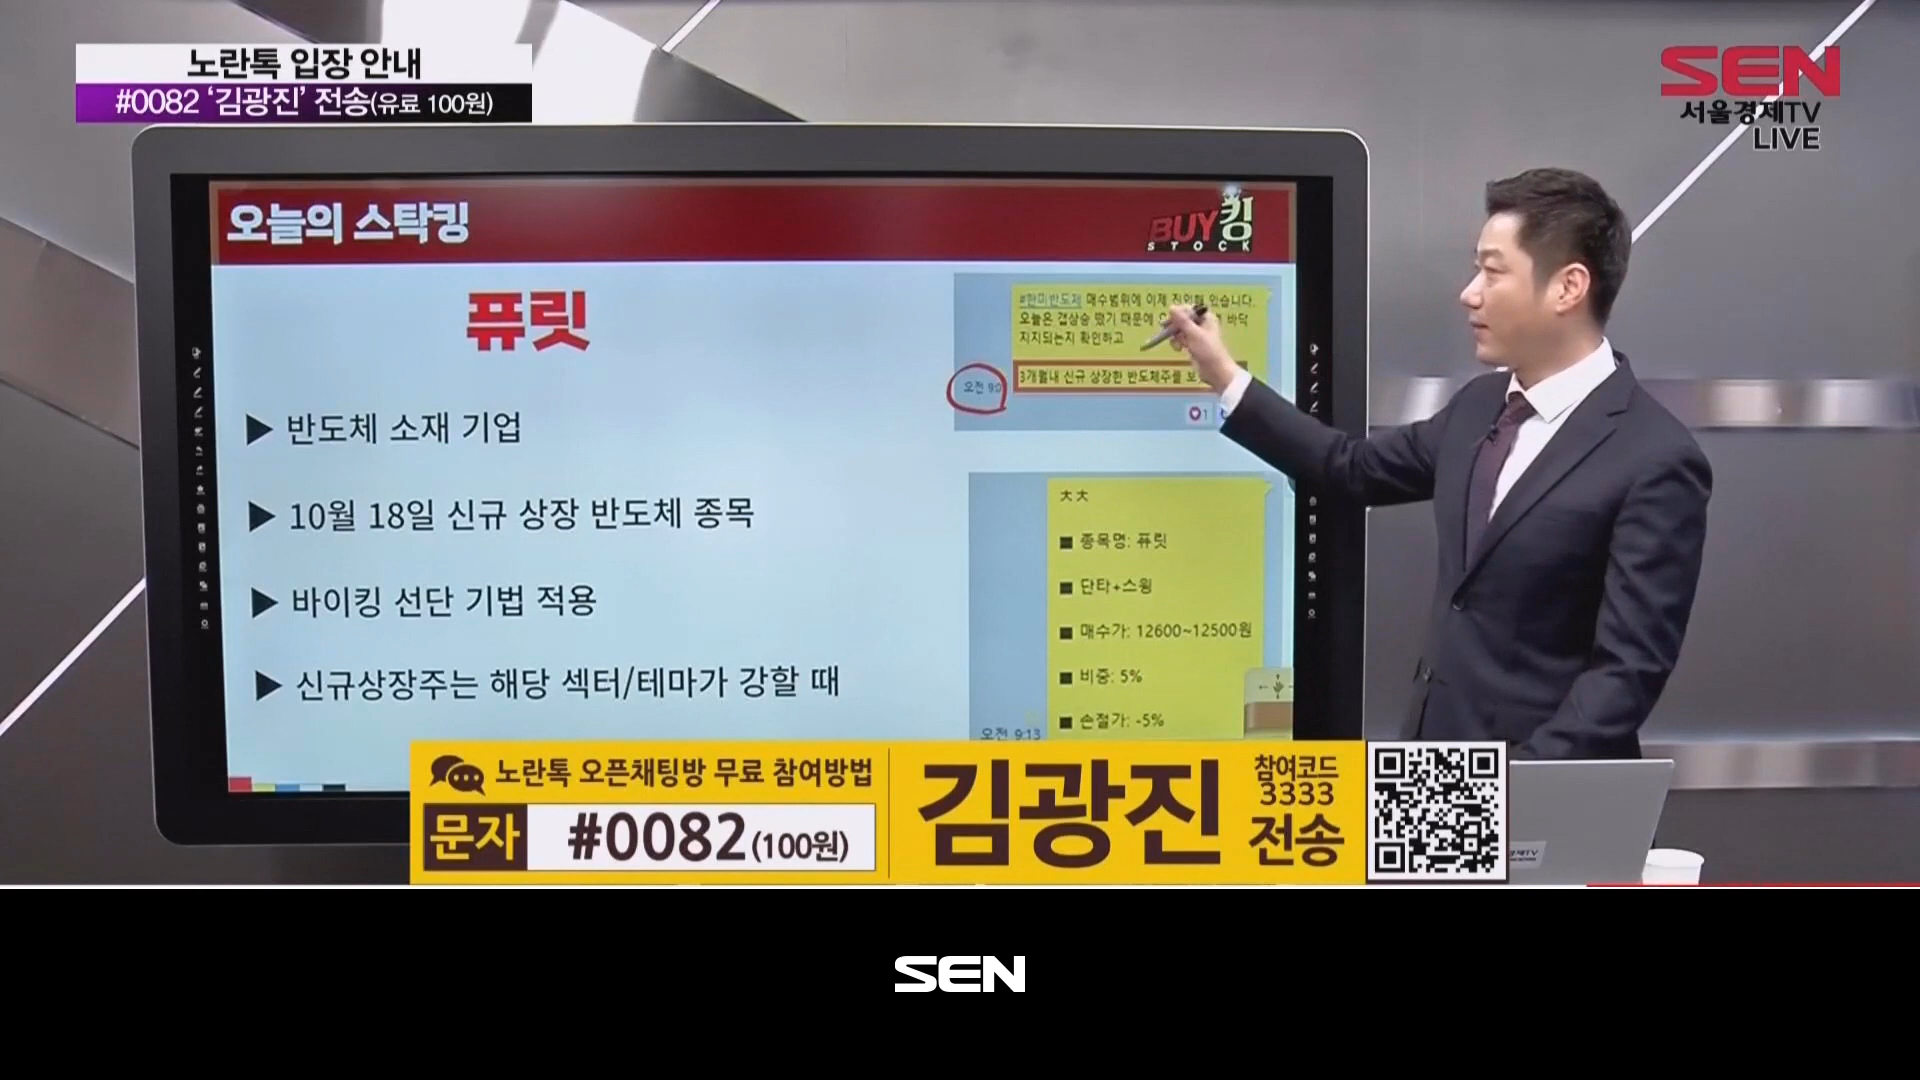 노란톡 입장 안내
#0082 '김광진' 전송(유료 100원)
SEN
서울경제TV
LIVE
오늘의 스탁킹
BUY킹
STOCK
퓨릿
▶ 반도체 소재 기업
▶ 10월 18일 신규 상장 반도체 종목
▶ 바이킹 선단 기법 적용
▶ 신규상장주는 해당 섹터/테마가 강할 때
#한미반도체 매수범위에 이제 진입해 있습니다.
오늘은 갭상승 떴기 때문에 바닥
지지되는지 확인하고
3개월내 신규 상장한 반도체주를
오전 9:0
1
ㅊㅊ
■ 종목명: 퓨릿
■ 단타+스윙
■ 매수가: 12600~12500원
■ 비중: 5%
■ 손절가: -5%
오전 9:13
노란톡 오픈채팅방 무료 참여방법
문자 #0082(100원)
김광진
참여코드
3333
전송
SEN